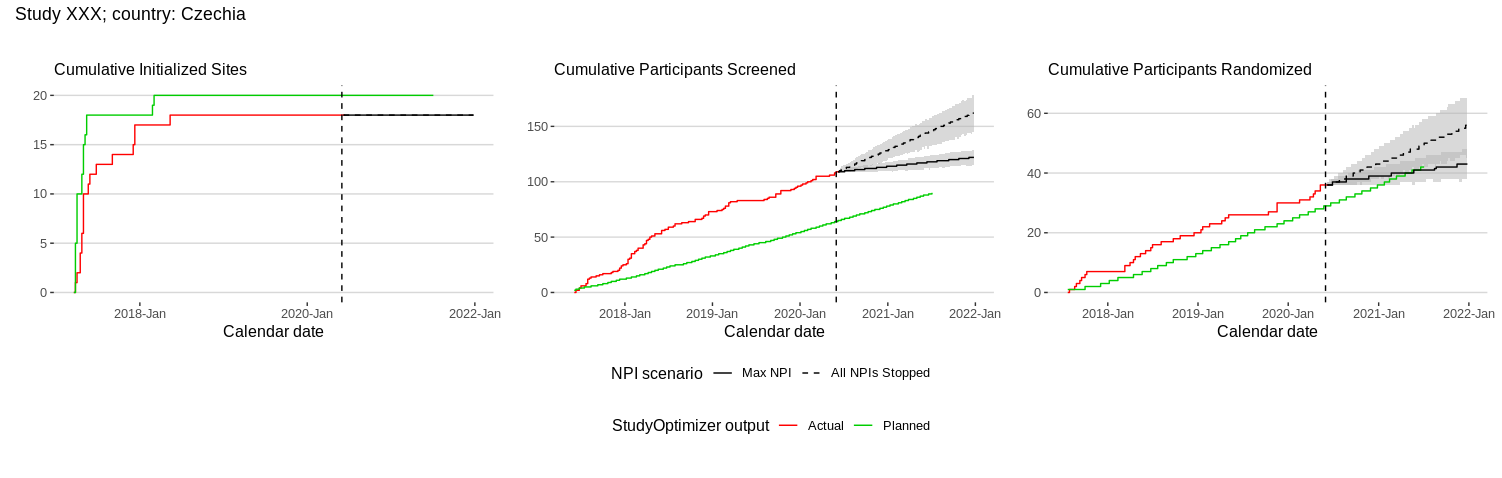 Study XXX; country: Czechia
Cumulative Initialized Sites
20
15
10
5
0
2018-Jan 2020-Jan 2022-Jan
Calendar date
Cumulative Participants Screened
150
100
50
0
2018-Jan 2019-Jan 2020-Jan 2021-Jan 2022-Jan
Calendar date
Cumulative Participants Randomized
60
40
20
0
2018-Jan 2019-Jan 2020-Jan 2021-Jan 2022-Jan
Calendar date
NPI scenario Max NPI All NPIs Stopped
StudyOptimizer output Actual Planned